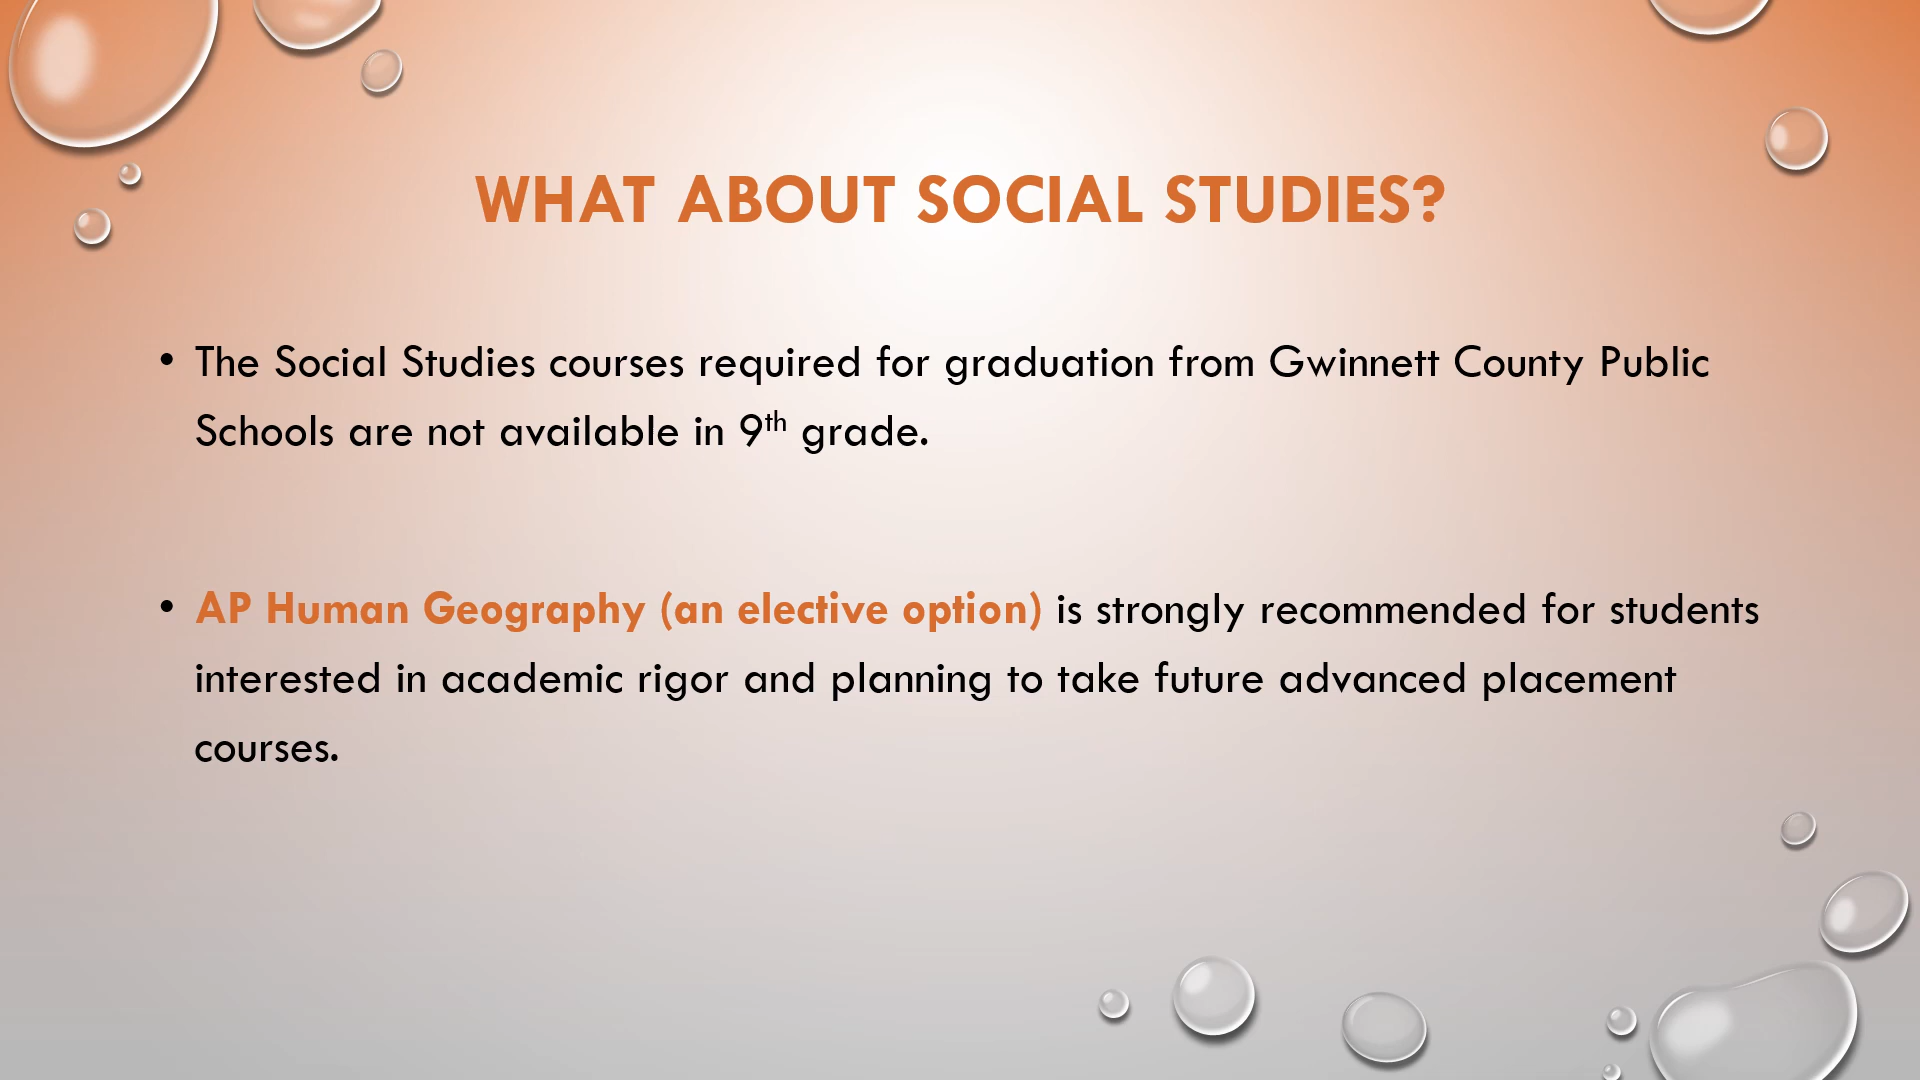 WHAT ABOUT SOCIAL STUDIES?
• The Social Studies courses required for graduation from Gwinnett County Public
Schools are not available in 9th grade.
• AP Human Geography (an elective option) is strongly recommended for students
interested in academic rigor and planning to take future advanced placement
courses.